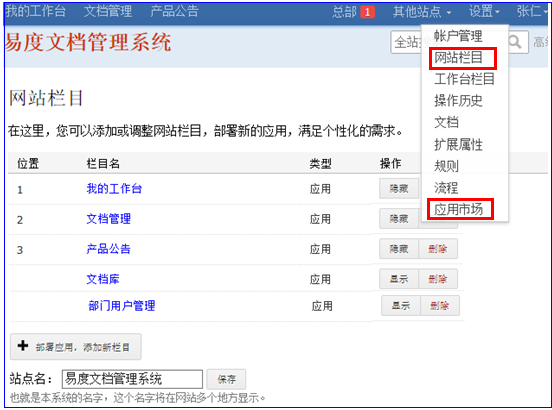 我的工作台 文档管理 产品公告 总部 1 其他站点 设置 张仁
易度文档管理系统 全站
帐户管理
网站栏目
工作台栏目
操作历史
文档
扩展属性
规则
流程
应用市场
网站栏目
在这里，您可以添加或调整网站栏目，部署新的应用，满足个性化的需求。
位置 栏目名 类型 操作
1 我的工作台 应用 隐藏
2 文档管理 应用 隐藏
3 产品公告 应用 隐藏 删除
文档库 应用 显示 删除
部门用户管理 应用 显示 删除
部署应用，添加新栏目
站点名： 易度文档管理系统 保存
也就是本系统的名字，这个名字将在网站多个地方显示。